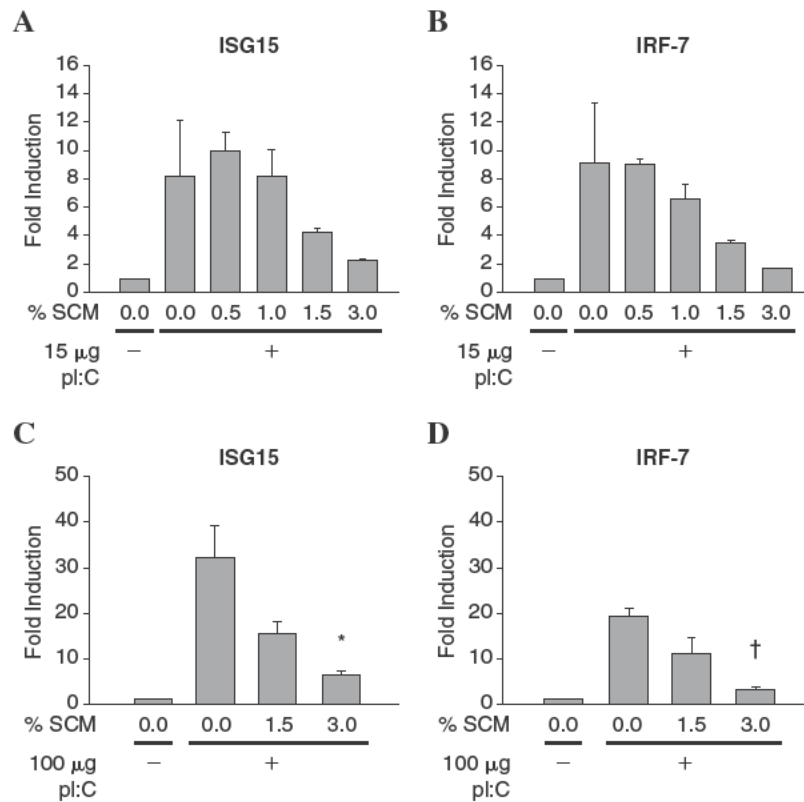 A
ISG15
Fold Induction
16
14
12
10
8
6
4
2
0
% SCM 0.0 0.0 0.5 1.0 1.5 3.0
15 μg pI:C − +
B
IRF-7
Fold Induction
16
14
12
10
8
6
4
2
0
% SCM 0.0 0.0 0.5 1.0 1.5 3.0
15 μg pI:C − +
C
ISG15
Fold Induction
50
40
30
20
10
0
*
% SCM 0.0 0.0 1.5 3.0
100 μg pI:C − +
D
IRF-7
Fold Induction
50
40
30
20
10
0
†
% SCM 0.0 0.0 1.5 3.0
100 μg pI:C − +